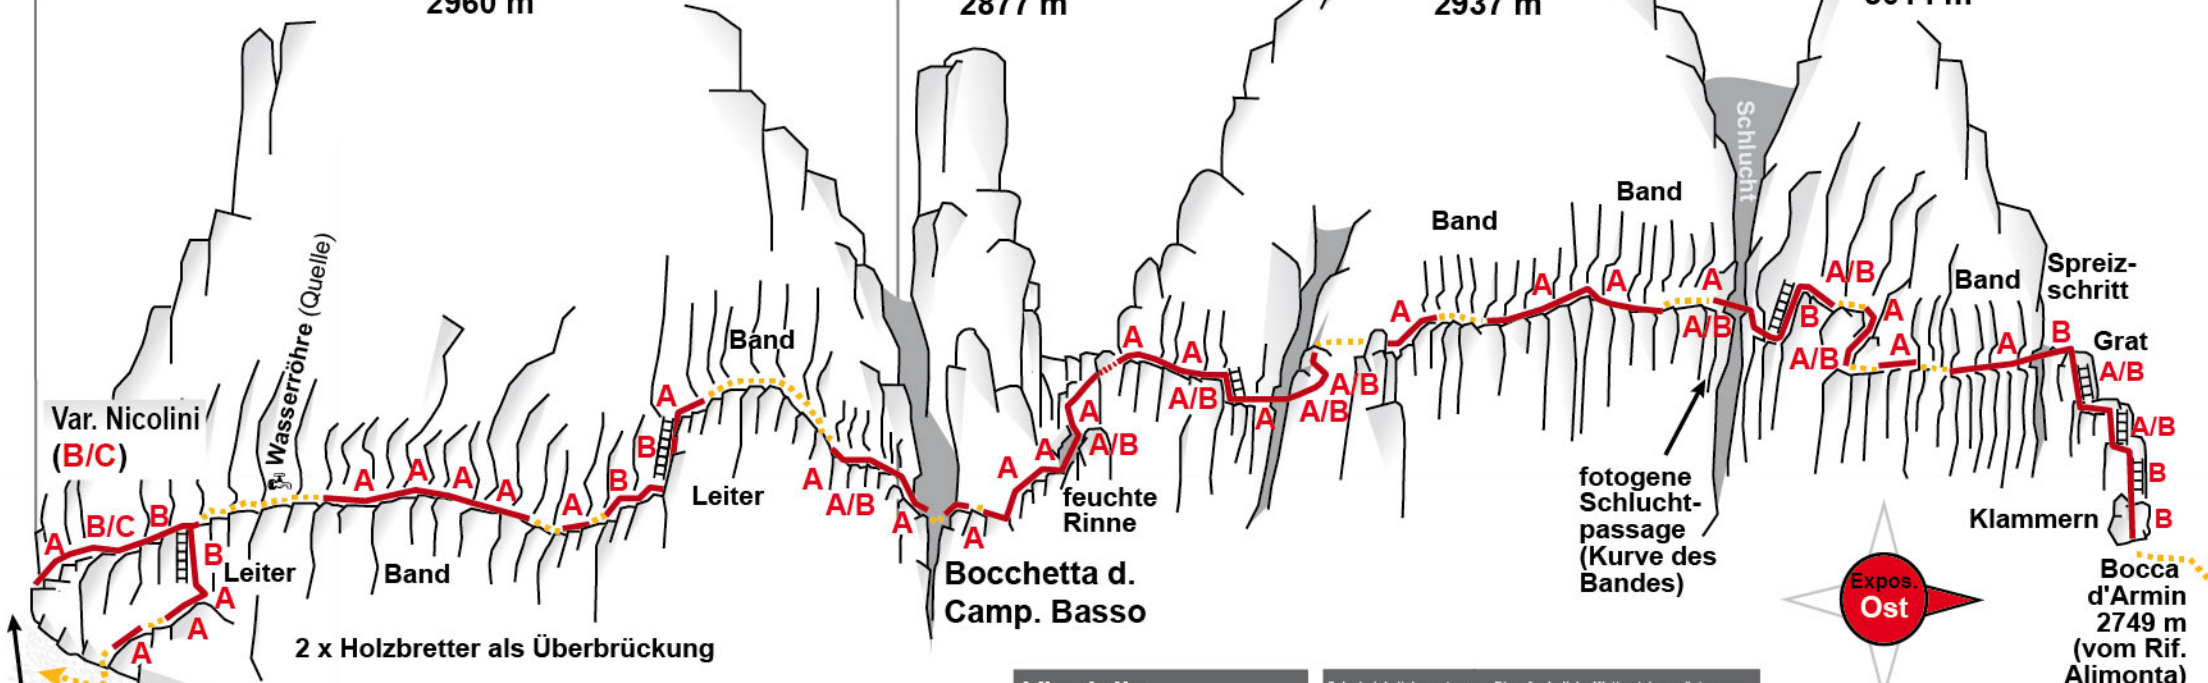 2960 m
2877 m
2937 m
Schlucht
Band
Band
A/B
Spreiz-
schritt
Band
Wasserröhre (Quelle)
A
A
A
A
B
A
Grat
A/B
Band
A
A
A/B
B
A
A
A
A/B
A
A/B
A/B
A
A/B
Var. Nicolini
(B/C)
A
A
A
A/B
A/B
B
A
A
A
A
A
B
B
Leiter
A
A/B
A
A
feuchte
Rinne
fotogene
Schlucht-
passage
(Kurve des
Bandes)
Klammern
B
A
B/C
B
B
Leiter
Band
A
A
Bocchetta d.
Camp. Basso
A
A
A
2 x Holzbretter als Überbrückung
Expos.
Ost
Bocca
d'Armin
2749 m
(vom Rif.
Alimonta)